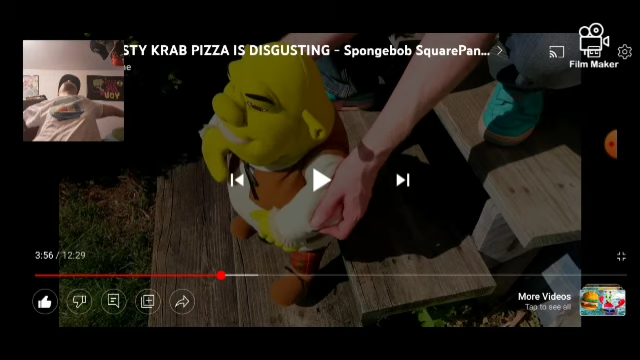 STY KRAB PIZZA IS DISGUSTING - Spongebob SquarePan...
be
Film Maker
3:56 / 12:29
More Videos
Tap to see all